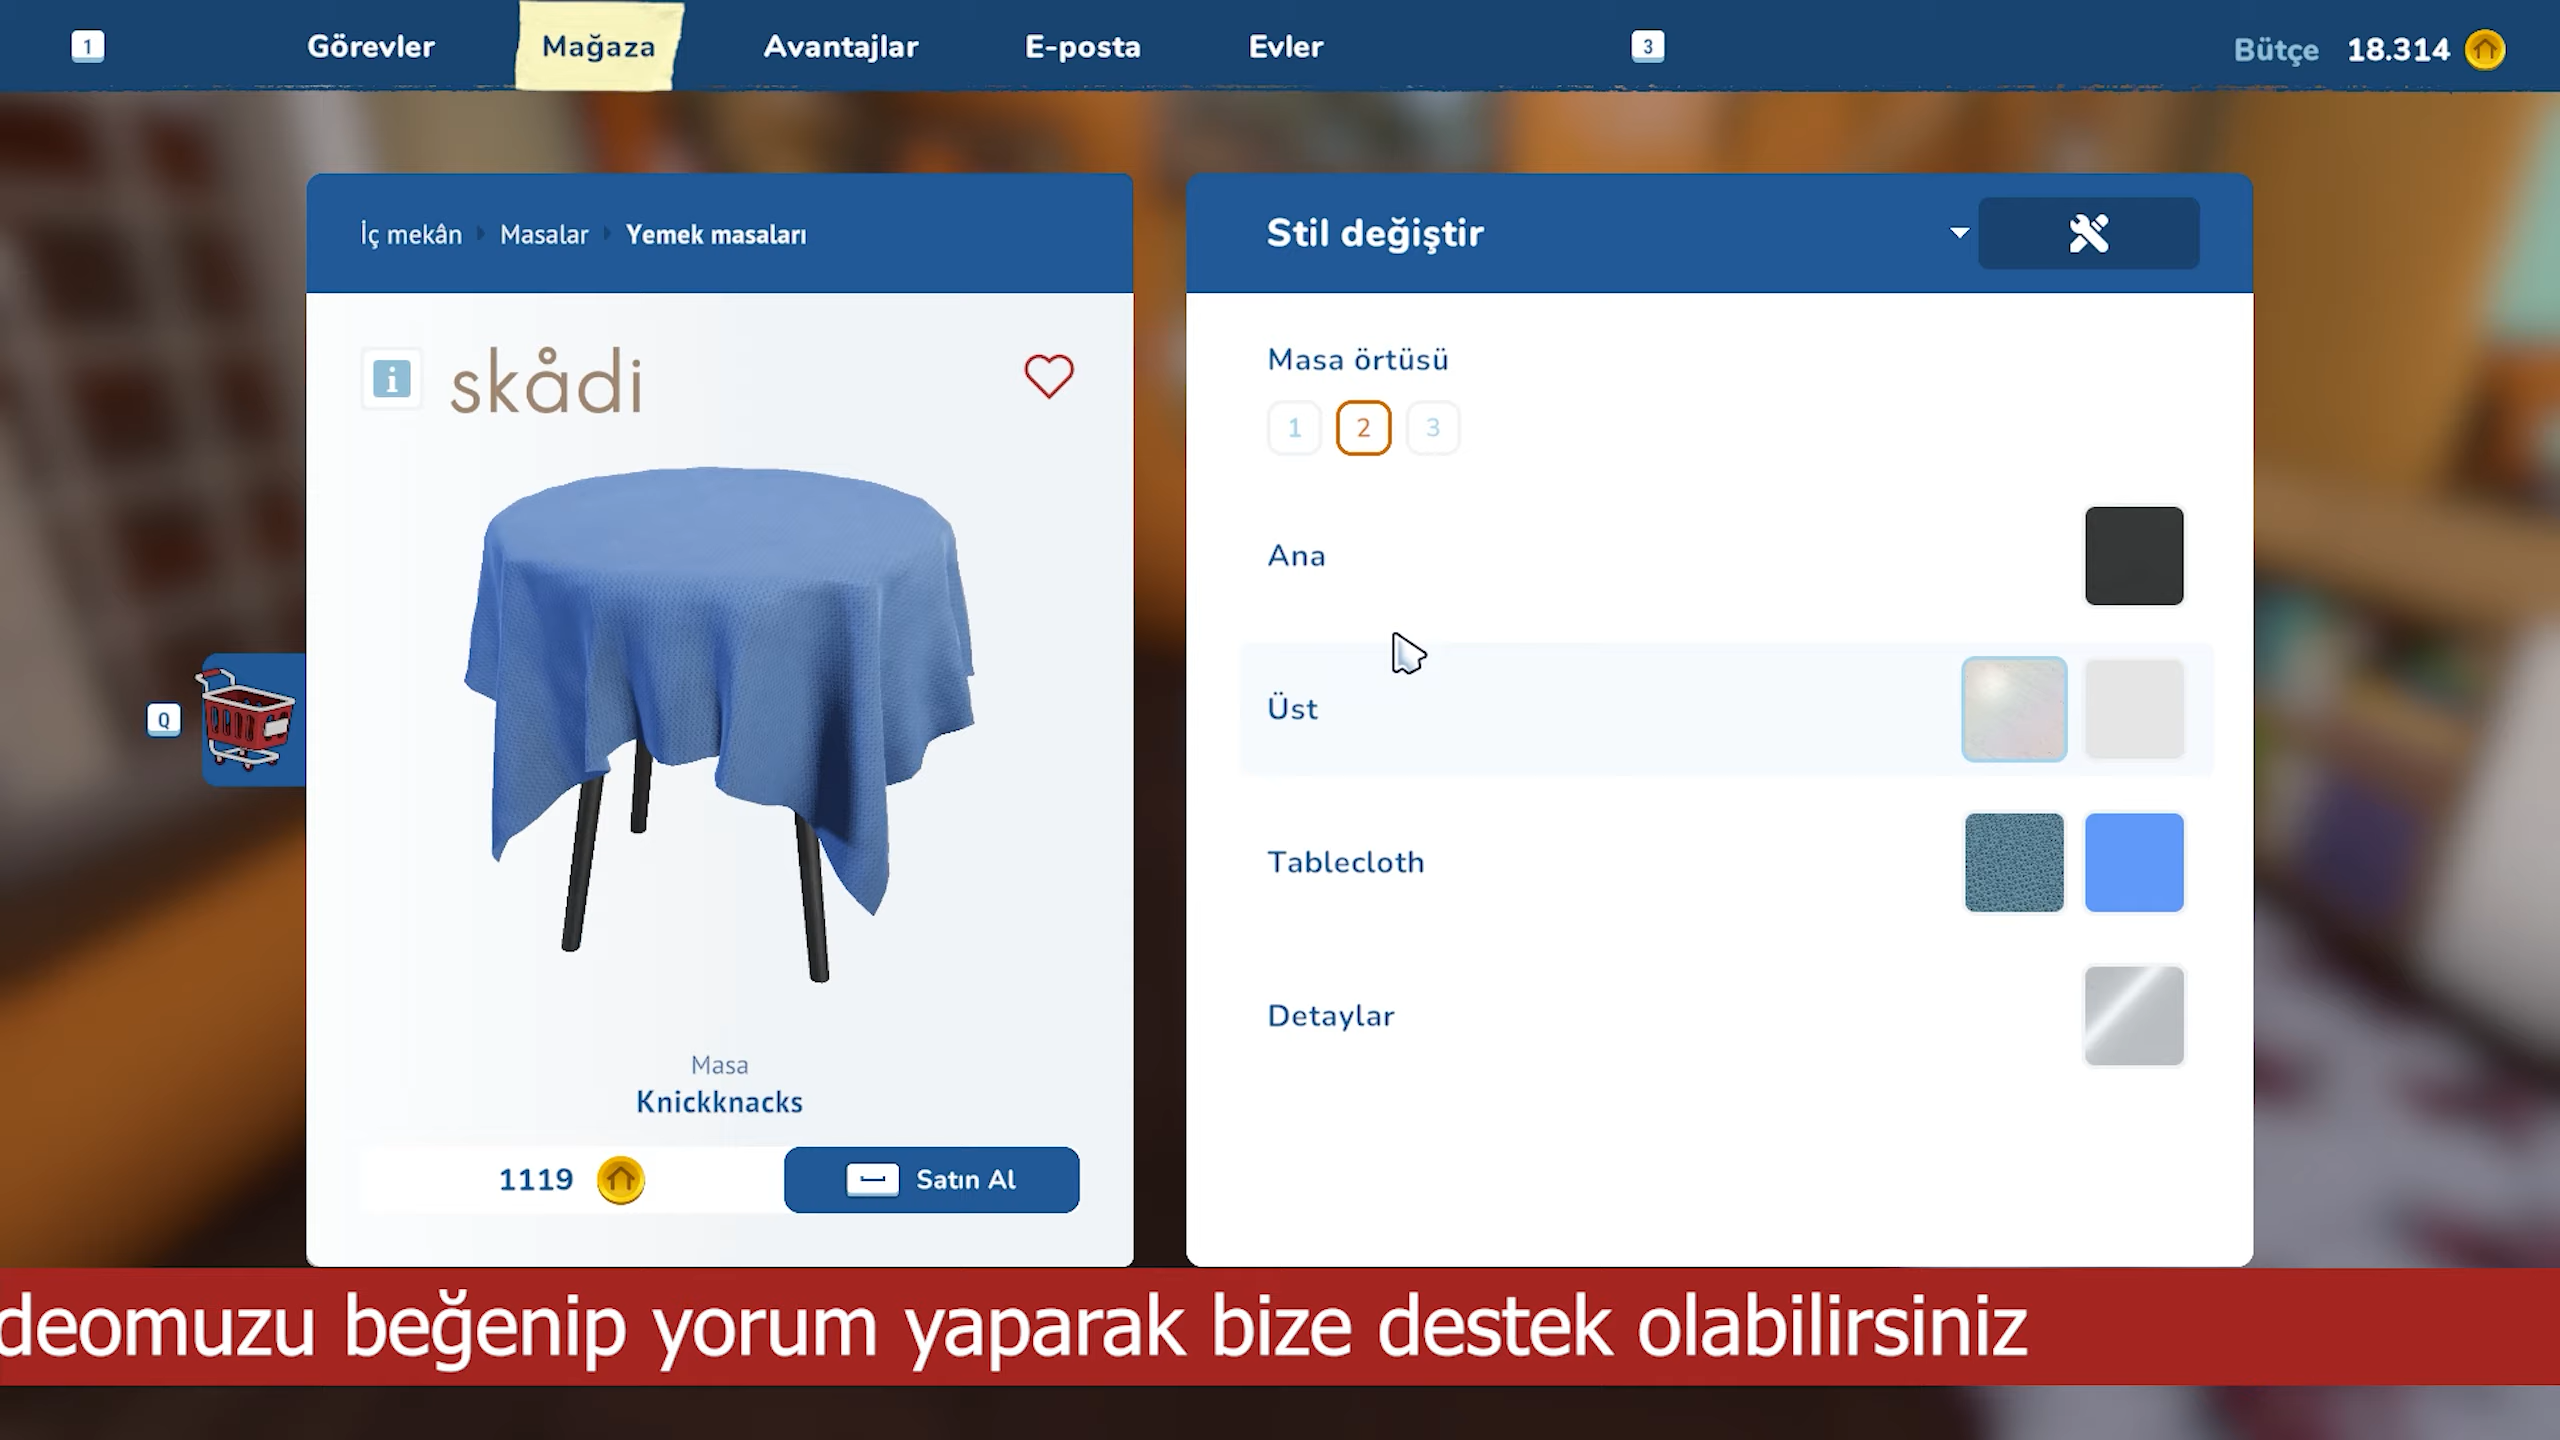 1
Görevler
Mağaza
Avantajlar
E-posta
Evler
3
Bütçe 18.314
İç mekân Masalar Yemek masaları
i
skådi
Q
Masa
Knickknacks
1119
Satın Al
Stil değiştir
Masa örtüsü
1 2 3
Ana
Üst
Tablecloth
Detaylar
deomuzu beğenip yorum yaparak bize destek olabilirsiniz